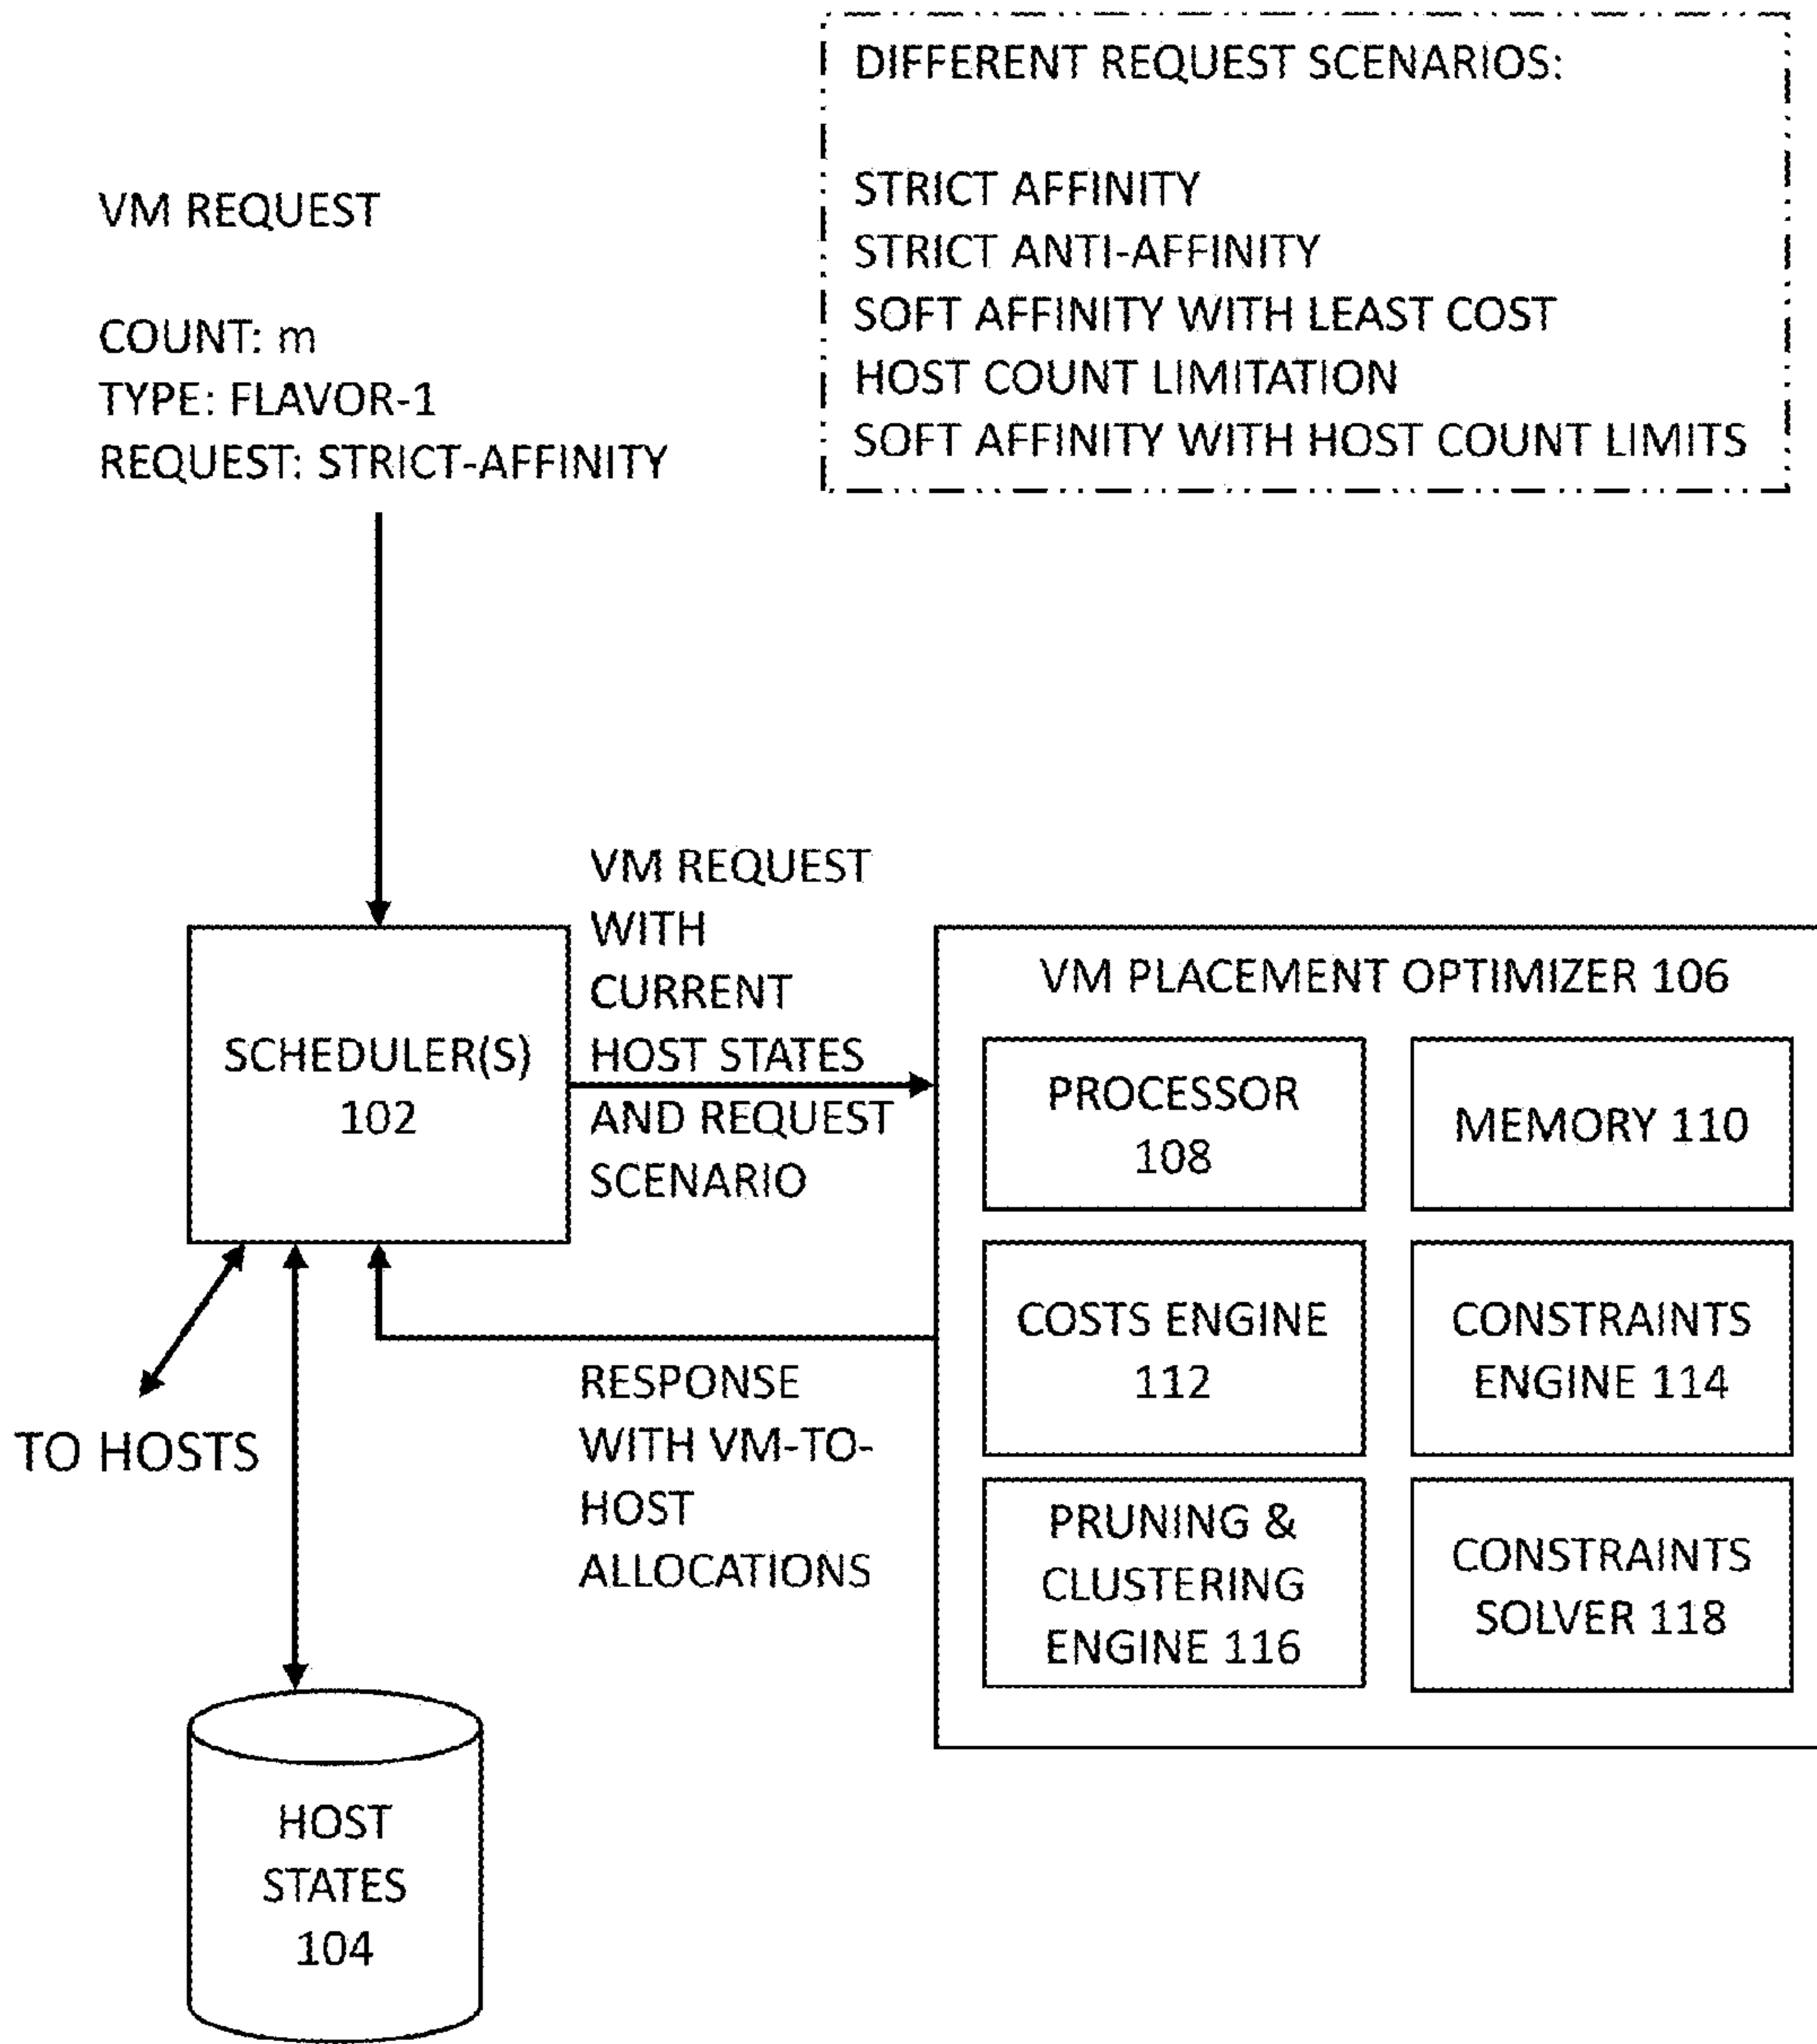 DIFFERENT REQUEST SCENARIOS:
STRICT AFFINITY
STRICT ANTI-AFFINITY
SOFT AFFINITY WITH LEAST COST
HOST COUNT LIMITATION
SOFT AFFINITY WITH HOST COUNT LIMITS
VM REQUEST
COUNT: m
TYPE: FLAVOR-1
REQUEST: STRICT-AFFINITY
VM REQUEST
WITH
CURRENT
HOST STATES
AND REQUEST
SCENARIO
SCHEDULER(S)
102
VM PLACEMENT OPTIMIZER 106
PROCESSOR
108
MEMORY 110
COSTS ENGINE
112
CONSTRAINTS
ENGINE 114
PRUNING &
CLUSTERING
ENGINE 116
CONSTRAINTS
SOLVER 118
RESPONSE
WITH VM-TO-
HOST
ALLOCATIONS
TO HOSTS
HOST
STATES
104